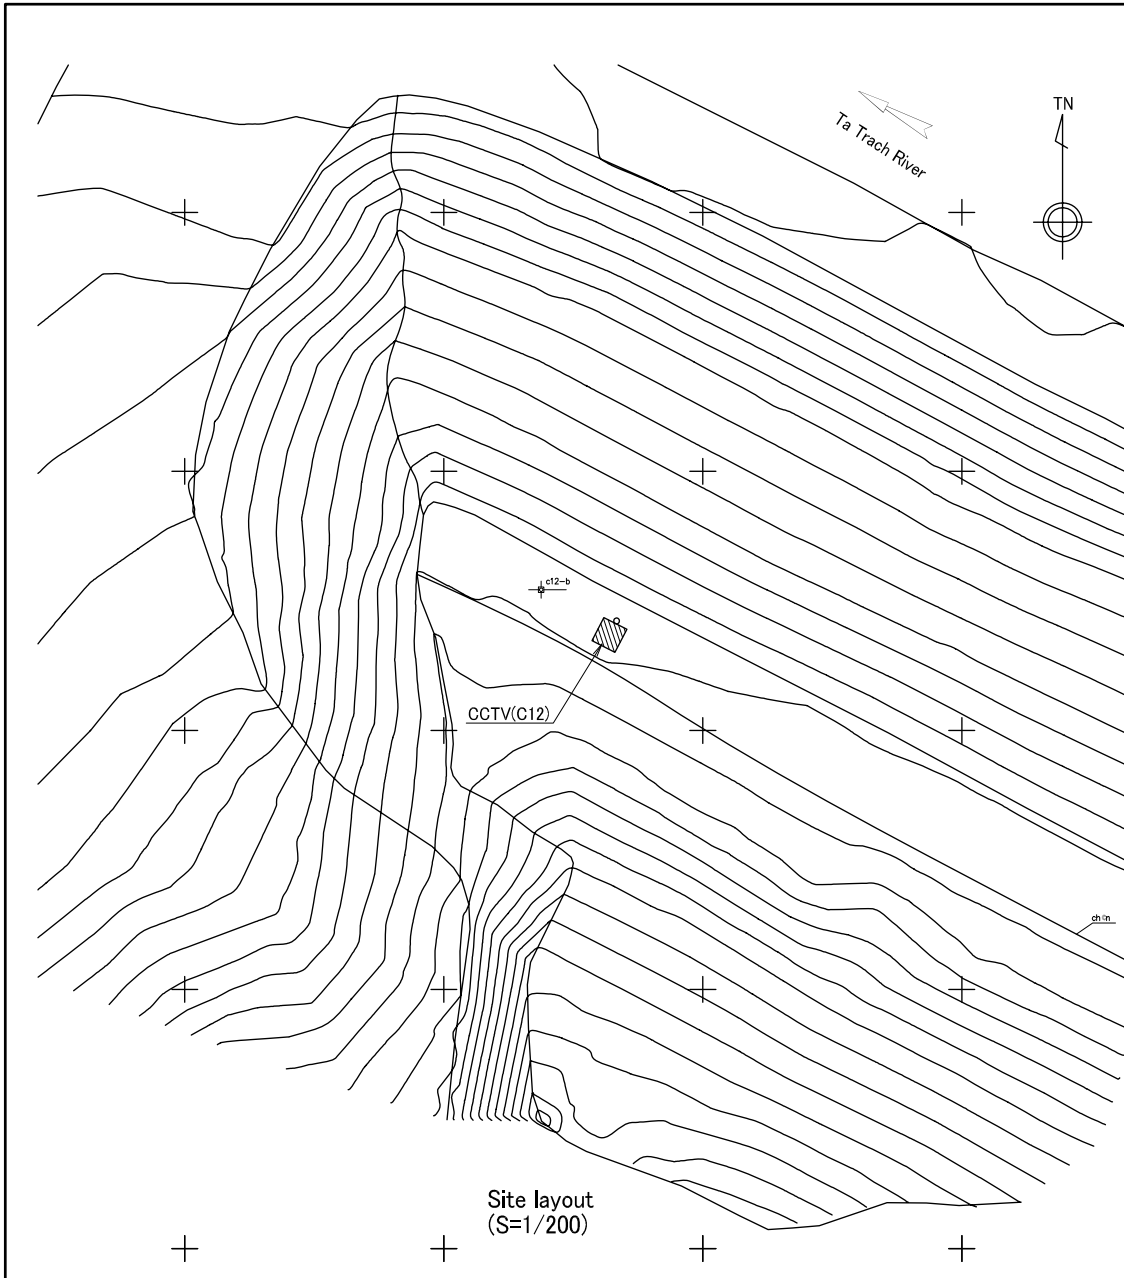 TN
Ta Trach River
c12-b
CCTV(C12)
Site layout
(S=1/200)